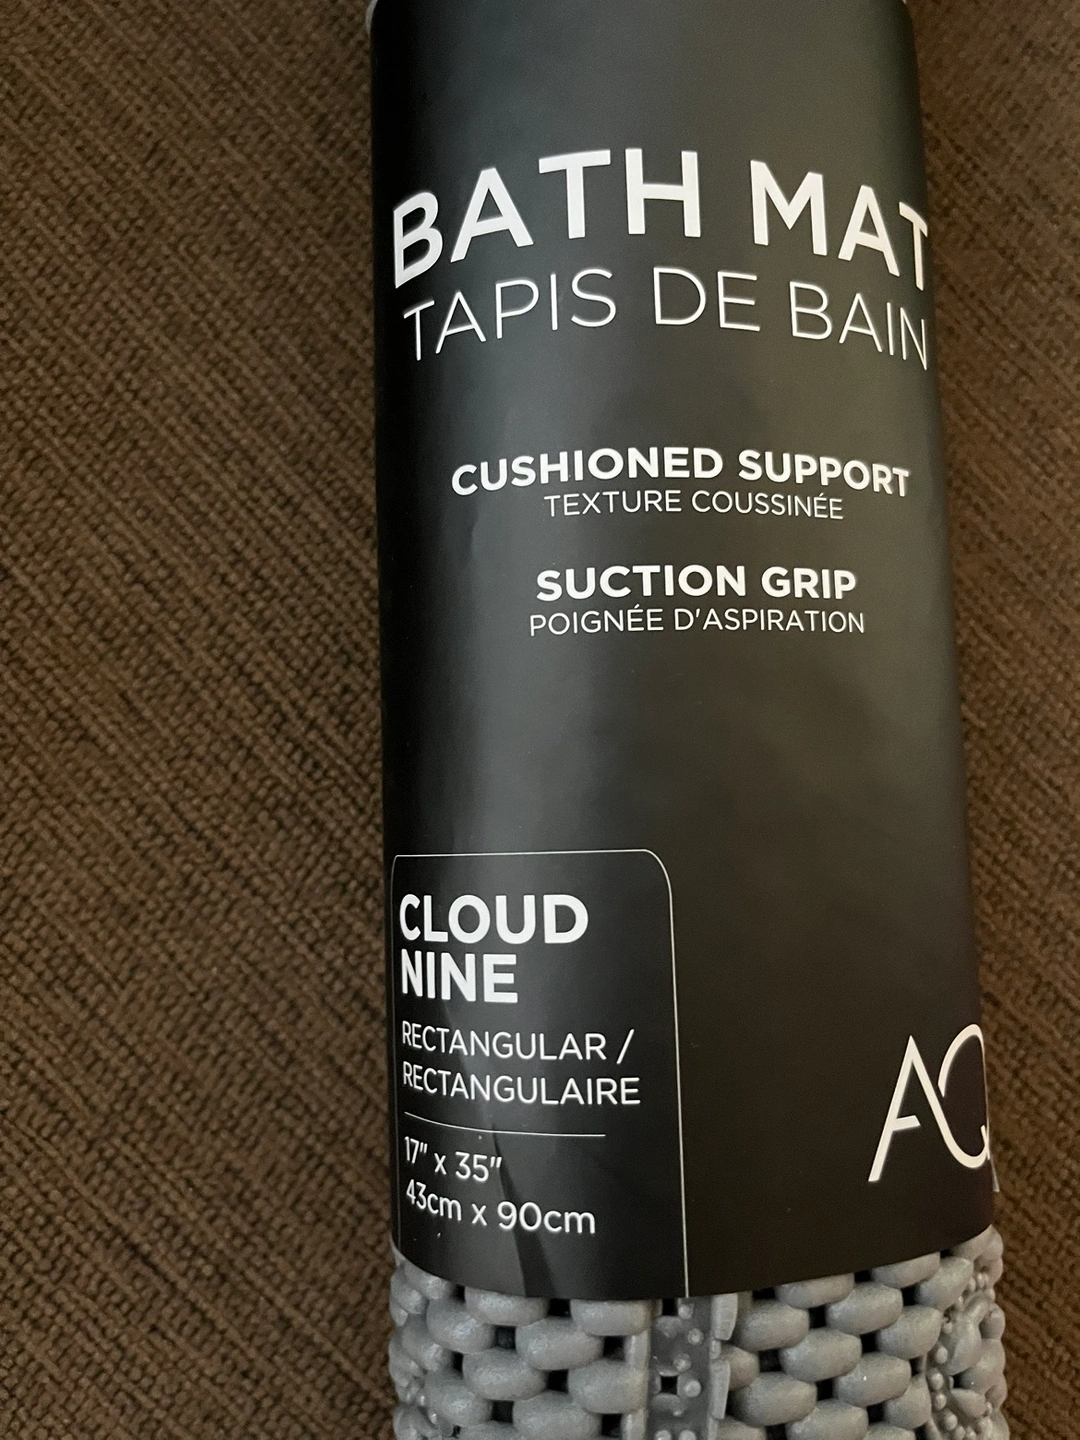 BATH MAT
TAPIS DE BAIN
CUSHIONED SUPPORT
TEXTURE COUSSINÉE
SUCTION GRIP
POIGNÉE D'ASPIRATION
CLOUD
NINE
RECTANGULAR /
RECTANGULAIRE
17" x 35"
43cm x 90cm
AQ